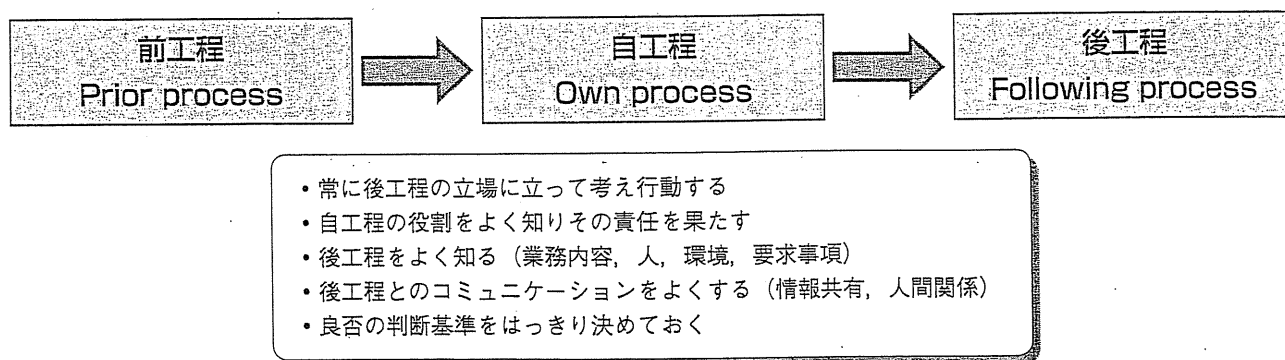 前工程
Prior process
自工程
Own process
後工程
Following process
・常に後工程の立場に立って考え行動する
・自工程の役割をよく知りその責任を果たす
・後工程をよく知る（業務内容，人，環境，要求事項）
・後工程とのコミュニケーションをよくする（情報共有，人間関係）
・良否の判断基準をはっきり決めておく